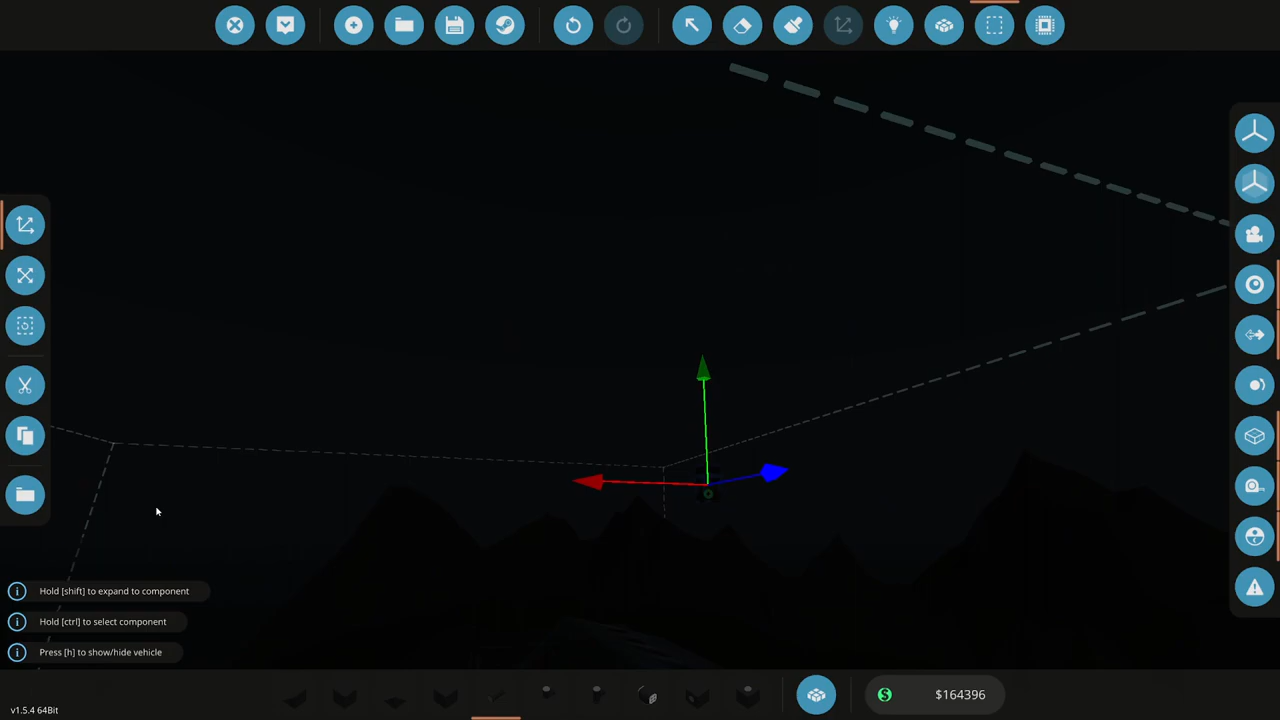 Hold [shift] to expand to component
Hold [ctrl] to select component
Press [h] to show/hide vehicle
$ $164396
v1.5.4 64Bit